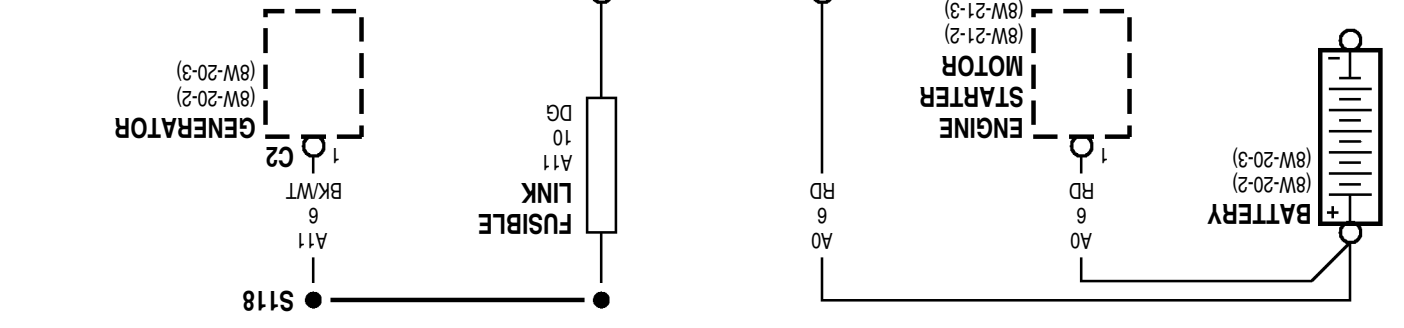 +
BATTERY
(8W-20-2)
(8W-20-3)
-
A0
6
RD
1
ENGINE
STARTER
MOTOR
(8W-21-2)
(8W-21-3)
A0
6
RD
FUSIBLE
LINK
A11
10
DG
S118
A11
6
BK/WT
1
C2
GENERATOR
(8W-20-2)
(8W-20-3)